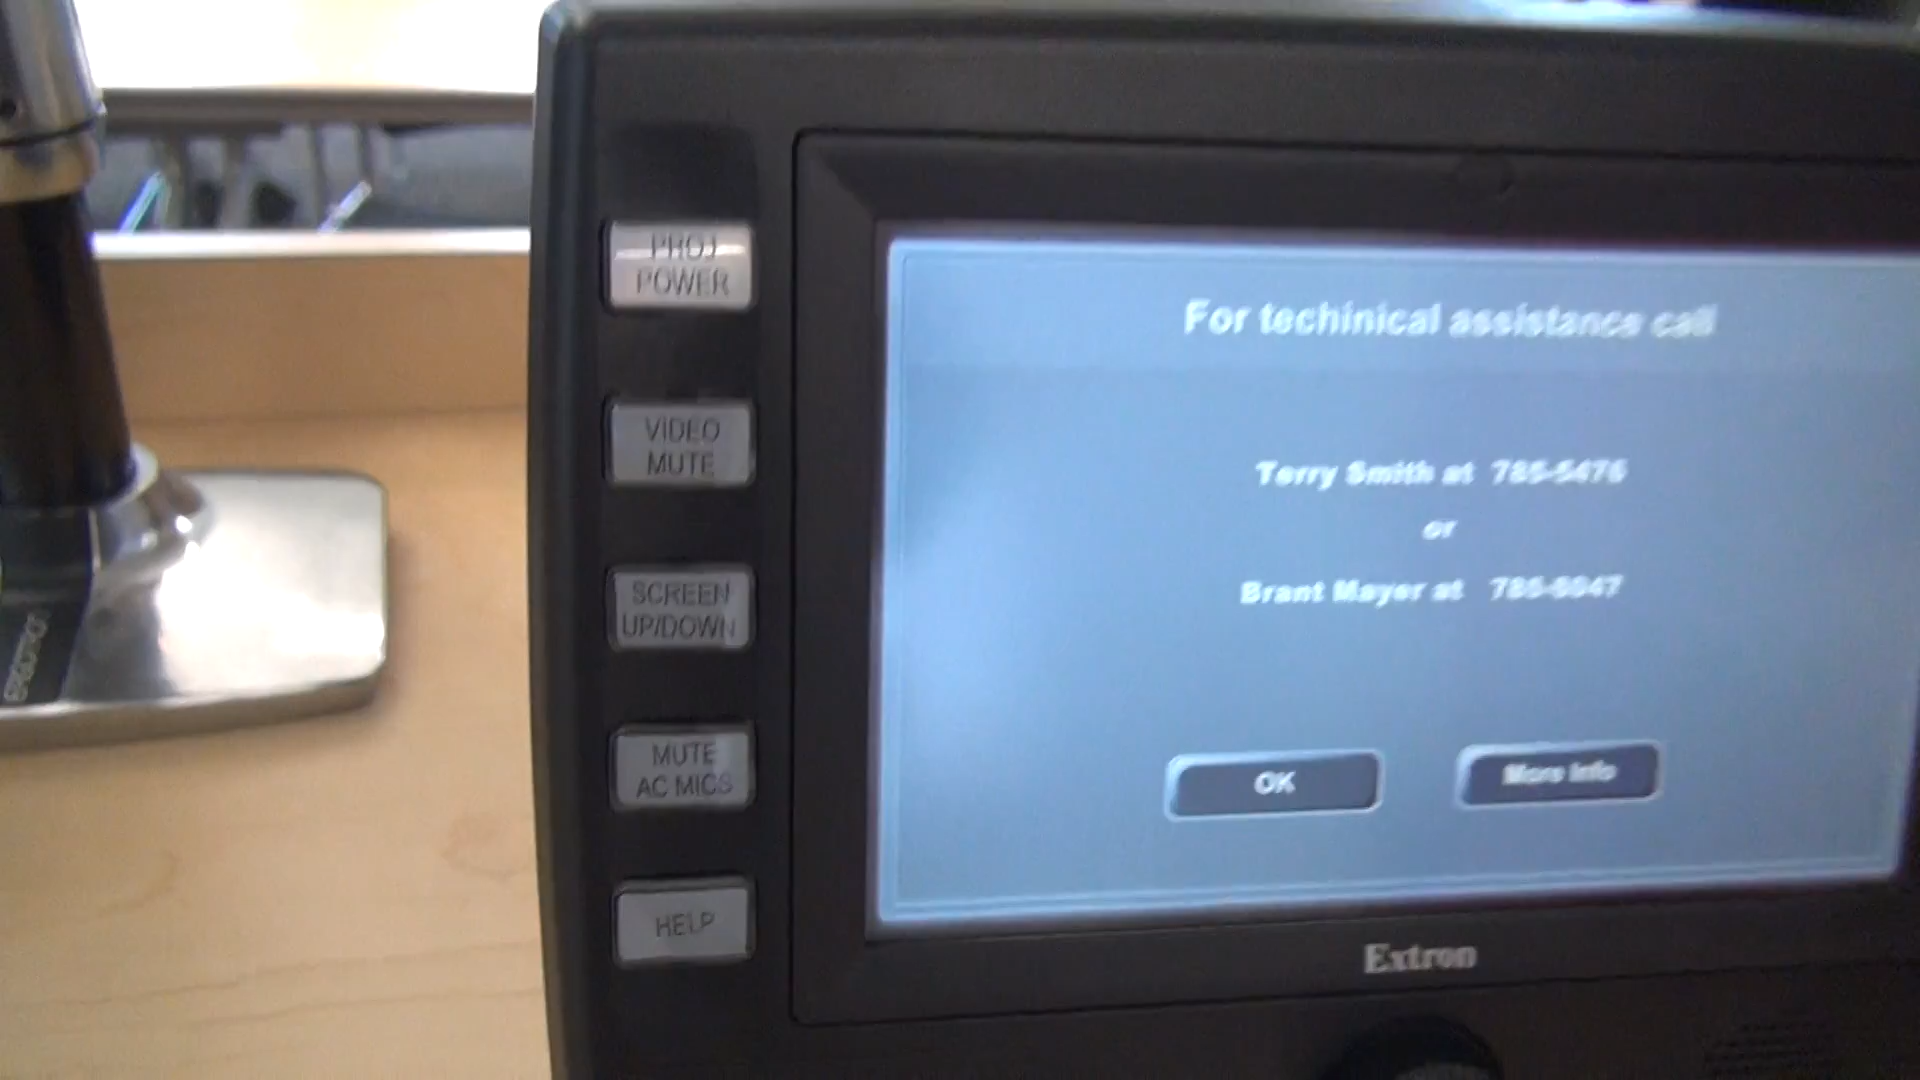 PROJ
POWER
VIDEO
MUTE
SCREEN
UP/DOWN
MUTE
AC MICS
HELP
For techinical assistance call
Terry Smith at 785-5476
or
Brant Mayer at
OK
More Info
Extron